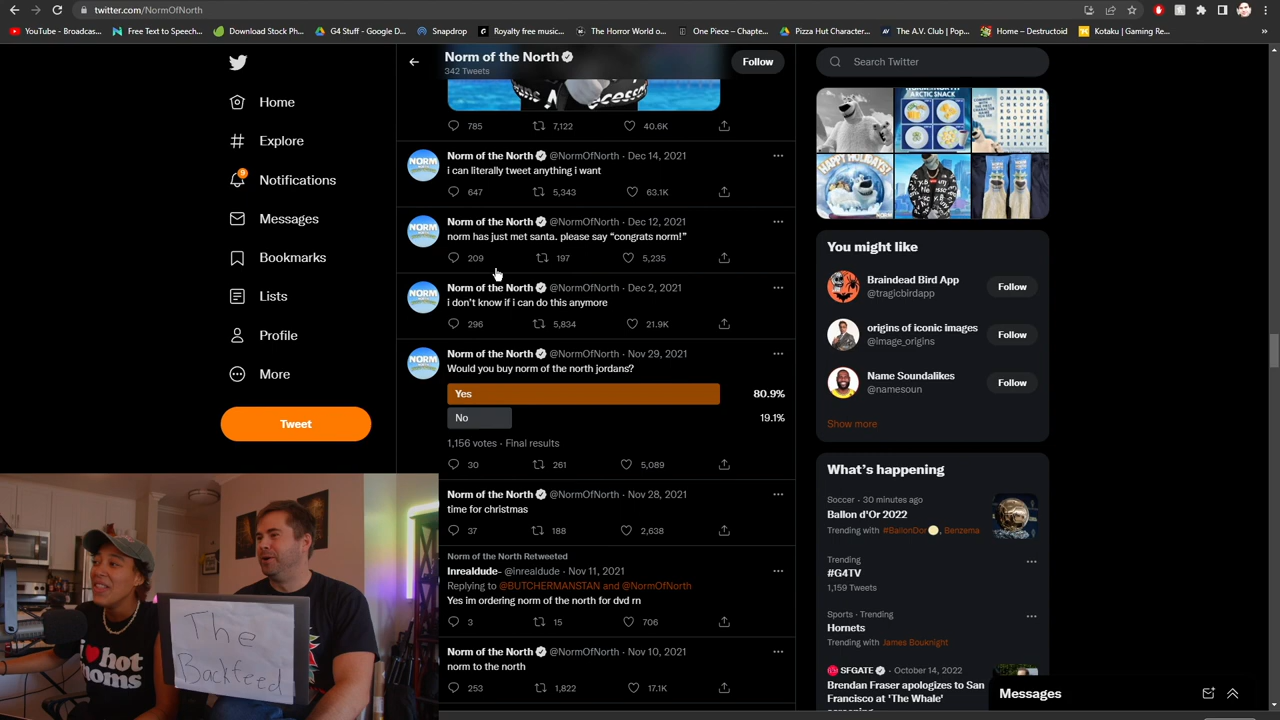 twitter.com/NormOfNorth
YouTube - Broadcas...
Free Text to Speech...
Download Stock Ph...
G4 Stuff - Google D...
Snapdrop
Royalty free music...
The Horror World o...
One Piece – Chapte...
Pizza Hut Character...
The A.V. Club | Pop...
Home – Destructoid
Kotaku | Gaming Re...
»
Home
Explore
9
Notifications
Messages
Bookmarks
Lists
Profile
More
Tweet
Norm of the North
342 Tweets
Follow
785 7,122 40.6K
Norm of the North @NormOfNorth · Dec 14, 2021
i can literally tweet anything i want
647 5,343 63.1K
Norm of the North @NormOfNorth · Dec 12, 2021
norm has just met santa. please say “congrats norm!”
209 197 5,235
Norm of the North @NormOfNorth · Dec 2, 2021
i don’t know if i can do this anymore
296 5,834 21.9K
Norm of the North @NormOfNorth · Nov 29, 2021
Would you buy norm of the north jordans?
Yes 80.9%
No 19.1%
1,156 votes · Final results
30 261 5,089
Norm of the North @NormOfNorth · Nov 28, 2021
time for christmas
37 188 2,638
Norm of the North Retweeted
Inrealdude- @inrealdude · Nov 11, 2021
Replying to @BUTCHERMANSTAN and @NormOfNorth
Yes im ordering norm of the north for dvd rn
3 15 706
Norm of the North @NormOfNorth · Nov 10, 2021
norm to the north
253 1,822 17.1K
NORM
NORM
NORM
NORM
NORM
NORM
Search Twitter
ARCTIC SNACK
HAPPY HOLIDAYS!
You might like
Braindead Bird App
@tragicbirdapp
Follow
origins of iconic images
@image_origins
Follow
Name Soundalikes
@namesoun
Follow
Show more
What’s happening
Soccer · 30 minutes ago
Ballon d'Or 2022
Trending with #BallonDor, Benzema
Trending
#G4TV
1,159 Tweets
Sports · Trending
Hornets
Trending with James Bouknight
SFGATE · October 14, 2022
Brendan Fraser apologizes to San
Francisco at 'The Whale'
Messages
i hot
moms
The
Backfeed